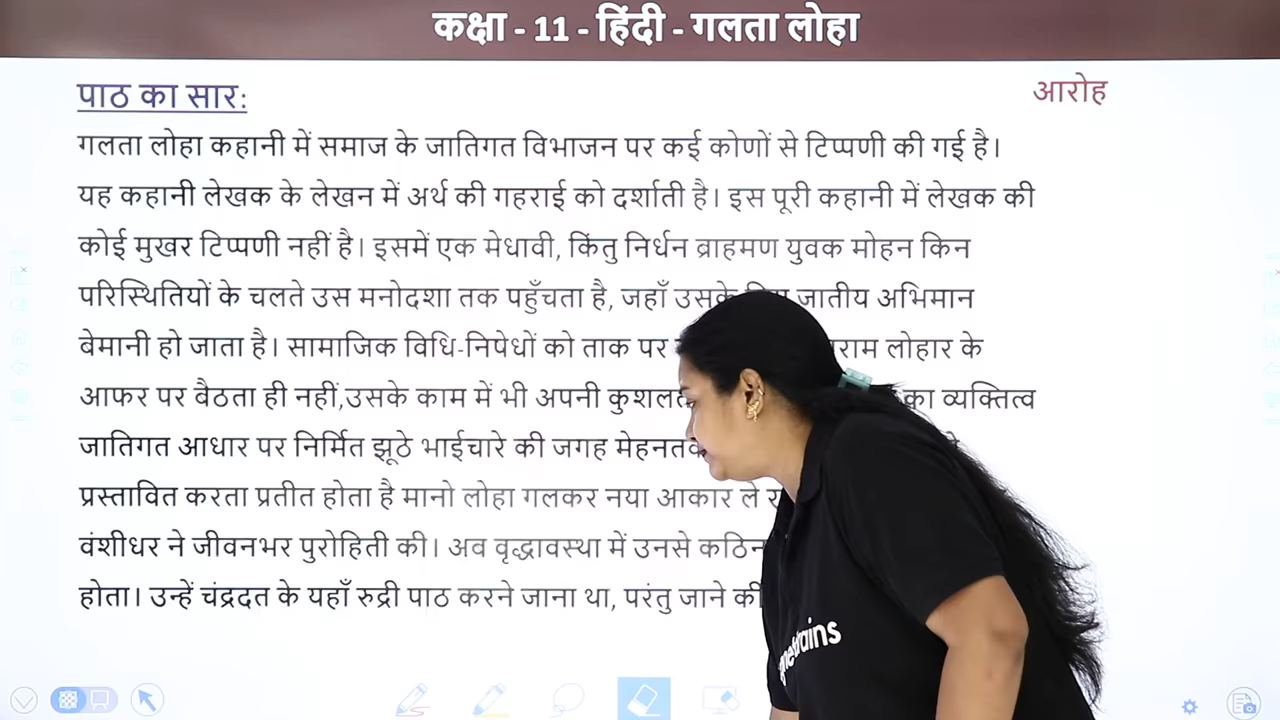 कक्षा - 11 - हिंदी - गलता लोहा
पाठ का सार:
आरोह
गलता लोहा कहानी में समाज के जातिगत विभाजन पर कई कोणों से टिप्पणी की गई है।
यह कहानी लेखक के लेखन में अर्थ की गहराई को दर्शाती है। इस पूरी कहानी में लेखक की
कोई मुखर टिप्पणी नहीं है। इसमें एक मेधावी, किंतु निर्धन ब्राहमण युवक मोहन किन
परिस्थितियों के चलते उस मनोदशा तक पहुँचता है, जहाँ उसके जातीय अभिमान
बेमानी हो जाता है। सामाजिक विधि-निषेधों को ताक पर लोहार के
आफर पर बैठता ही नहीं,उसके काम में भी अपनी का व्यक्तित्व
जातिगत आधार पर निर्मित झूठे भाईचारे की जगह
प्रस्तावित करता प्रतीत होता है मानो लोहा गलकर नया आकार ले
वंशीधर ने जीवनभर पुरोहिती की। अब वृद्धावस्था में उनसे कठिन
होता। उन्हें चंद्रदत के यहाँ रुद्री पाठ करने जाना था, परंतु जाने की